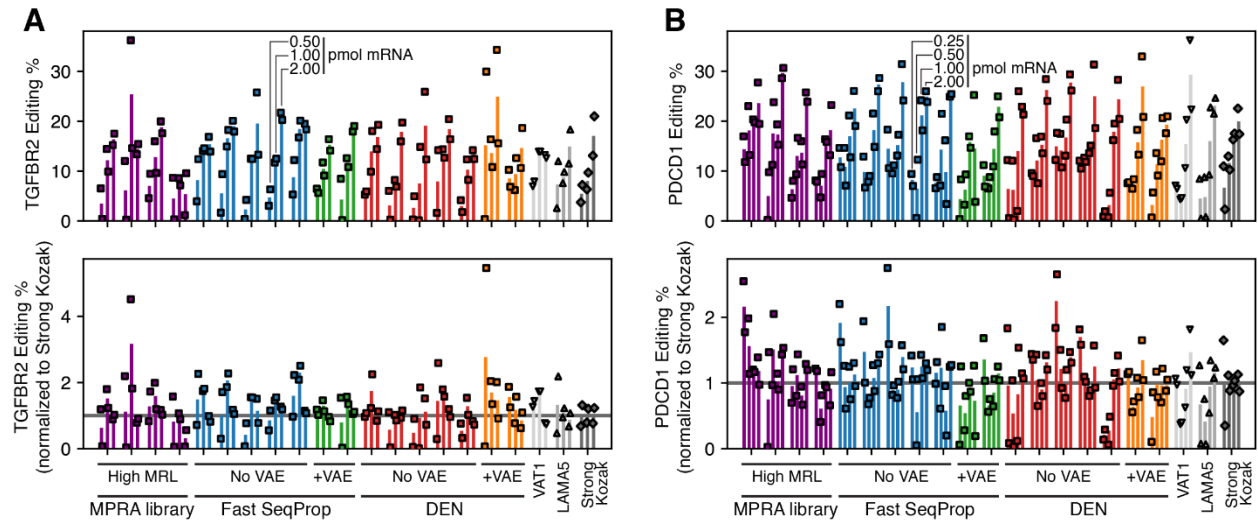 A
TGFBR2 Editing %
30
20
10
0
0.50
1.00
2.00
pmol mRNA
TGFBR2 Editing %
(normalized to Strong Kozak)
4
2
1
0
High MRL
No VAE
+VAE
No VAE
+VAE
VAT1
LAMA5
Strong
Kozak
MPRA library
Fast SeqProp
DEN
B
PDCD1 Editing %
30
20
10
0
0.25
0.50
1.00
2.00
pmol mRNA
PDCD1 Editing %
(normalized to Strong Kozak)
2
1
0
High MRL
No VAE
+VAE
No VAE
+VAE
VAT1
LAMA5
Strong
Kozak
MPRA library
Fast SeqProp
DEN